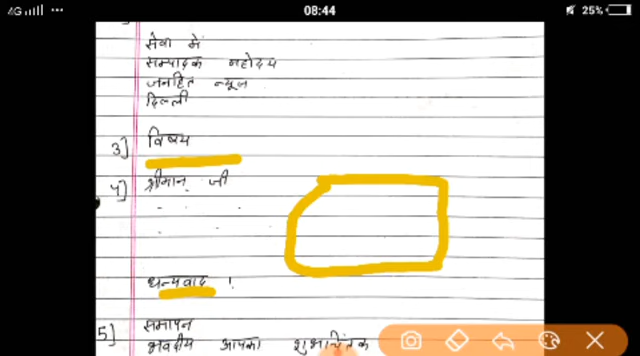 4G 08:44 25%
सेवा में
सम्पादक महोदय
जनहित न्यूज
दिल्ली
3] विषय
4] श्रीमान् जी
धन्यवाद !
5] समापन
भवदीय आपका शुभचिंतक